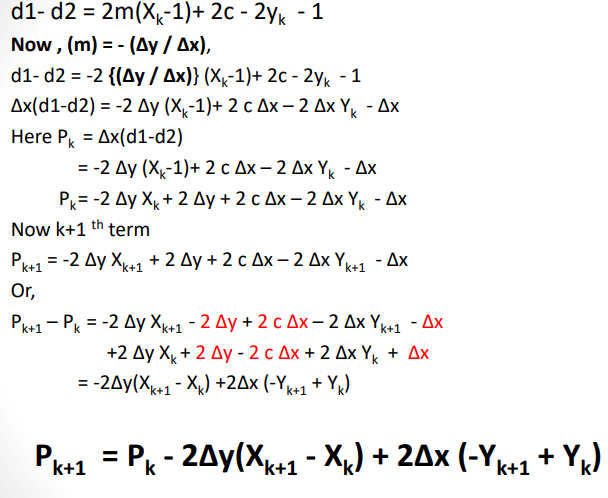 d1- d2 = 2m(Xₖ-1)+ 2c - 2yₖ - 1
Now , (m) = - (Δy / Δx),
d1- d2 = -2 {(Δy / Δx)} (Xₖ-1)+ 2c - 2yₖ - 1
Δx(d1-d2) = -2 Δy (Xₖ-1)+ 2 c Δx – 2 Δx Yₖ - Δx
Here Pₖ = Δx(d1-d2)
= -2 Δy (Xₖ-1)+ 2 c Δx – 2 Δx Yₖ - Δx
Pₖ= -2 Δy Xₖ + 2 Δy + 2 c Δx – 2 Δx Yₖ - Δx
Now k+1 ᵗʰ term
Pₖ₊₁ = -2 Δy Xₖ₊₁ + 2 Δy + 2 c Δx – 2 Δx Yₖ₊₁ - Δx
Or,
Pₖ₊₁ – Pₖ = -2 Δy Xₖ₊₁ - 2 Δy + 2 c Δx – 2 Δx Yₖ₊₁ - Δx
+2 Δy Xₖ + 2 Δy - 2 c Δx + 2 Δx Yₖ + Δx
= -2Δy(Xₖ₊₁ - Xₖ) +2Δx (-Yₖ₊₁ + Yₖ)
Pₖ₊₁ = Pₖ - 2Δy(Xₖ₊₁ - Xₖ) + 2Δx (-Yₖ₊₁ + Yₖ)